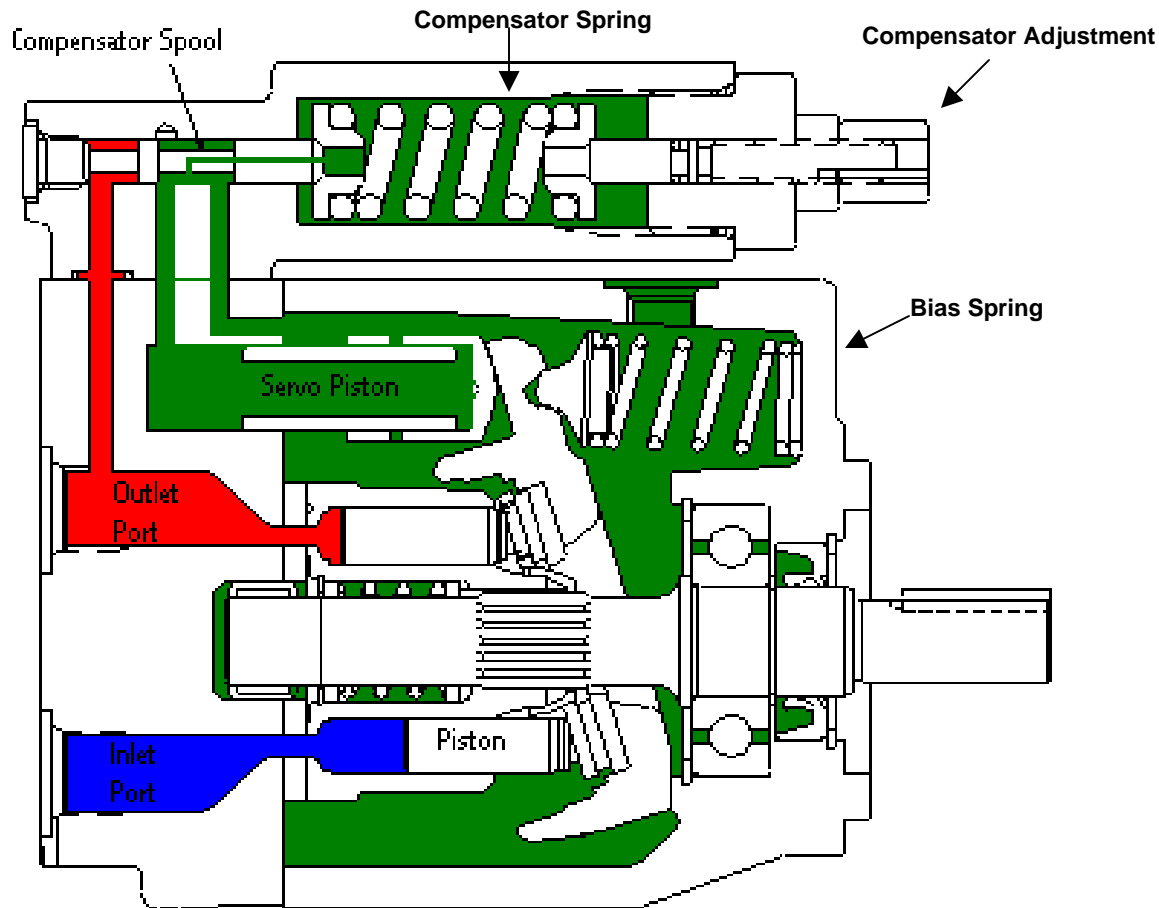 Compensator Spring
Compensator Spool
Compensator Adjustment
Bias Spring
Servo Piston
Outlet
Port
Piston
Inlet
Port